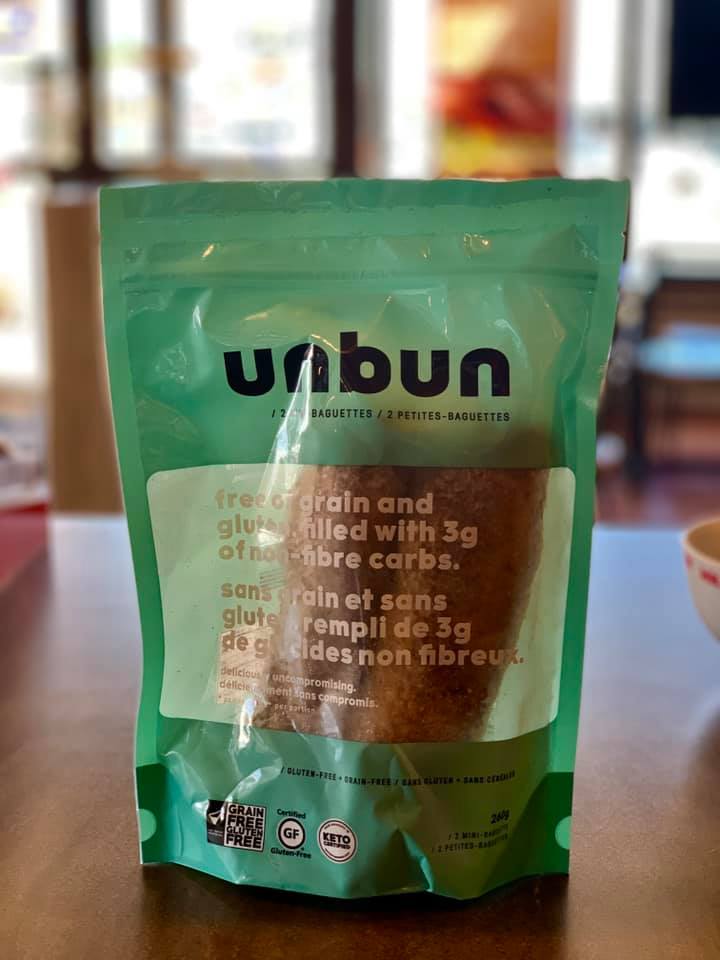 unbun
/ 2 BAGUETTES / 2 PETITES-BAGUETTES
free of grain and
gluten, filled with 3g
of non-fibre carbs.
sans grain et sans
gluten, rempli de 3g
de glucides non fibreux.
deliciously uncompromising.
délicieusement sans compromis.
per portion
/ GLUTEN-FREE + GRAIN-FREE / SANS GLUTEN + SANS CÉRÉALES
GRAIN
FREE
GLUTEN
FREE
Certified
GF
Gluten-Free
KETO
CERTIFIED
260g
/ 2 MINI-BAGUETTES
/ 2 PETITES-BAGUETTES